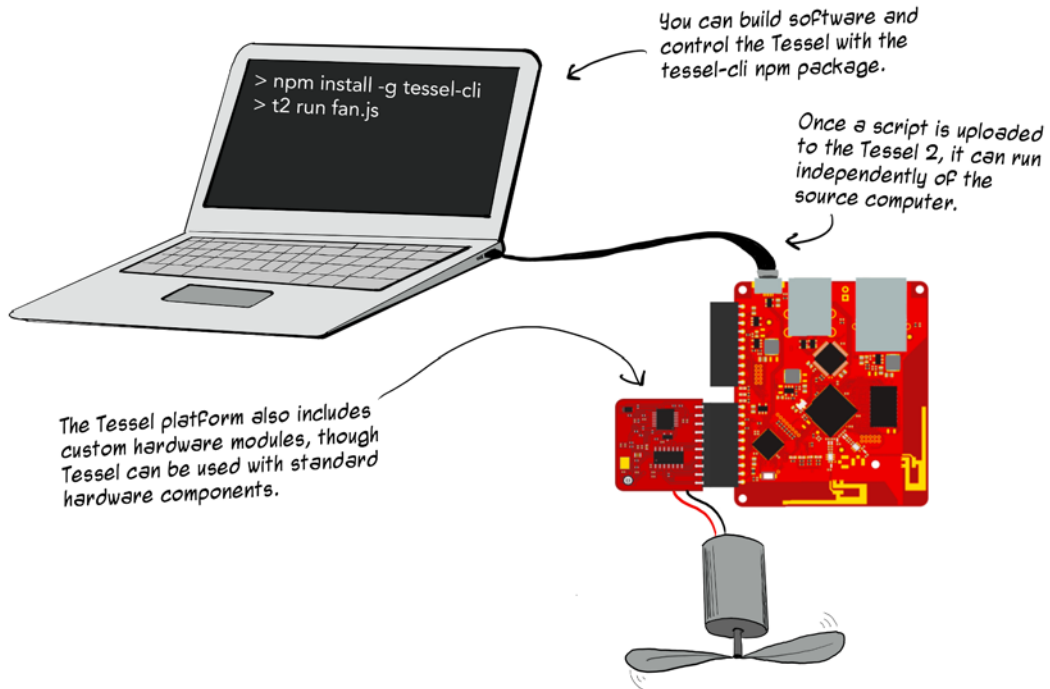 You can build software and
control the Tessel with the
tessel-cli npm package.
> npm install -g tessel-cli
> t2 run fan.js
Once a script is uploaded
to the Tessel 2, it can run
independently of the
source computer.
The Tessel platform also includes
custom hardware modules, though
Tessel can be used with standard
hardware components.